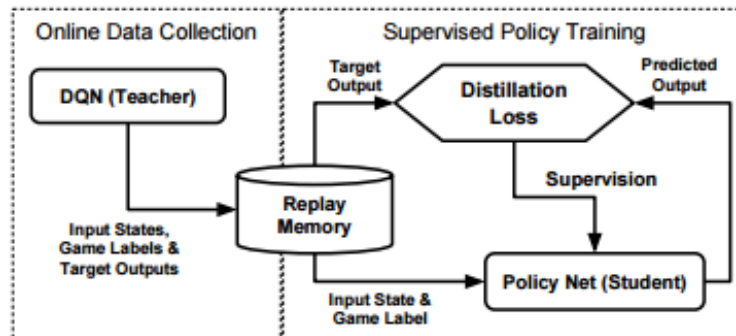 Online Data Collection
Supervised Policy Training
DQN (Teacher)
Target
Output
Distillation
Loss
Predicted
Output
Replay
Memory
Supervision
Input States,
Game Labels &
Target Outputs
Input State &
Game Label
Policy Net (Student)